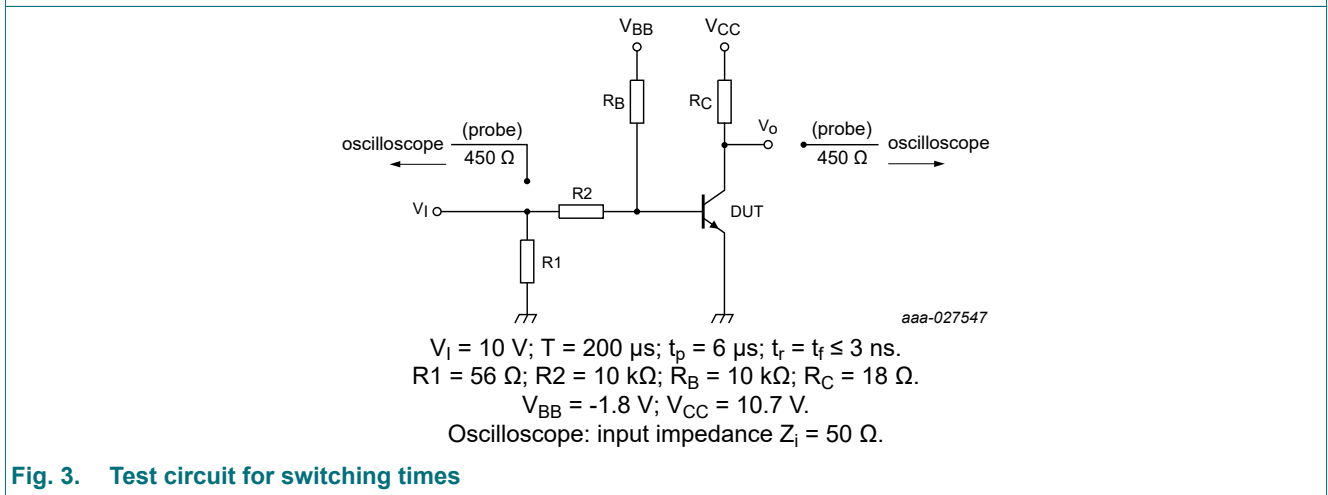 VBB VCC
RB RC
oscilloscope (probe) 450 Ω
Vo (probe) 450 Ω oscilloscope
VI R2 DUT
R1
aaa-027547
VI = 10 V; T = 200 µs; tp = 6 µs; tr = tf ≤ 3 ns.
R1 = 56 Ω; R2 = 10 kΩ; RB = 10 kΩ; RC = 18 Ω.
VBB = -1.8 V; VCC = 10.7 V.
Oscilloscope: input impedance Zi = 50 Ω.
Fig. 3. Test circuit for switching times